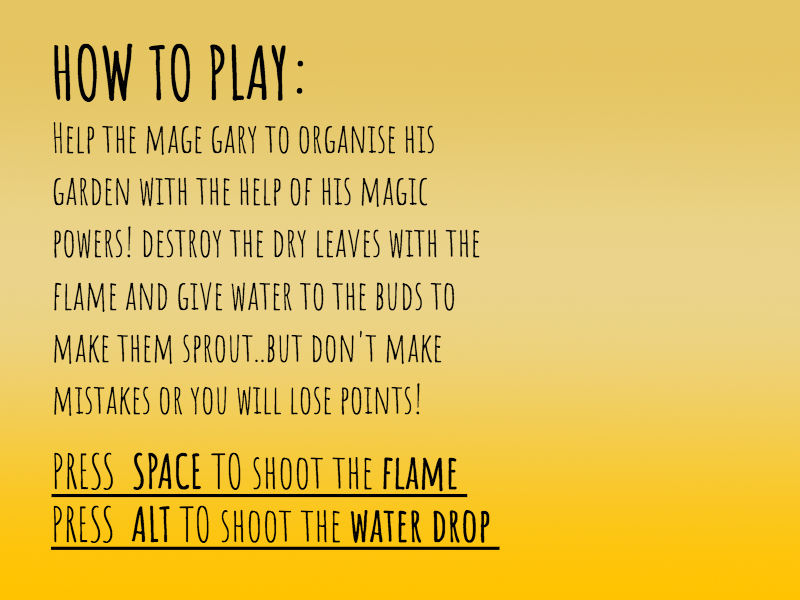 HOW TO PLAY:
HELP THE MAGE GARY TO ORGANISE HIS
GARDEN WITH THE HELP OF HIS MAGIC
POWERS! DESTROY THE DRY LEAVES WITH THE
FLAME AND GIVE WATER TO THE BUDS TO
MAKE THEM SPROUT..BUT DON'T MAKE
MISTAKES OR YOU WILL LOSE POINTS!
PRESS SPACE TO SHOOT THE FLAME
PRESS ALT TO SHOOT THE WATER DROP